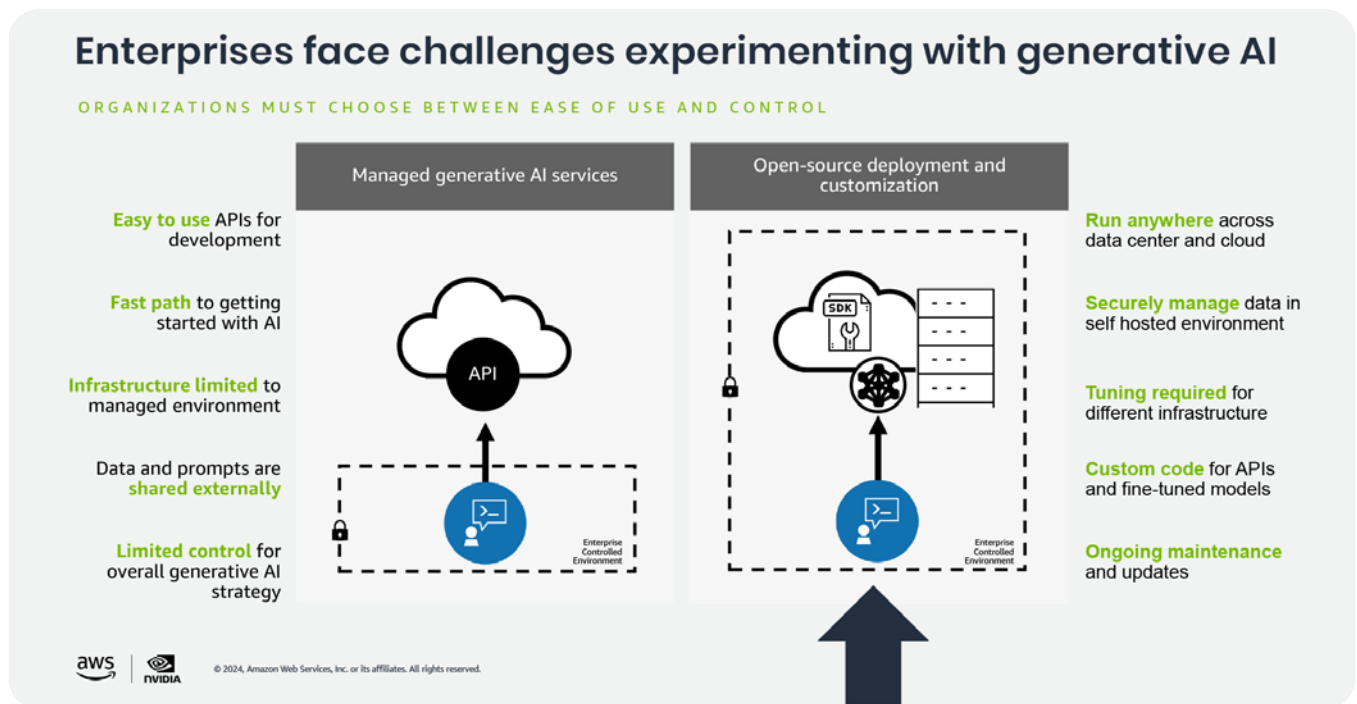 Enterprises face challenges experimenting with generative AI
ORGANIZATIONS MUST CHOOSE BETWEEN EASE OF USE AND CONTROL
Managed generative AI services
Easy to use APIs for
development
Fast path to getting
started with AI
Infrastructure limited to
managed environment
Data and prompts are
shared externally
Limited control for
overall generative AI
strategy
API
>_
Enterprise
Controlled
Environment
Open-source deployment and
customization
SDK
- - -
- - -
- - -
- - -
>_
Enterprise
Controlled
Environment
Run anywhere across
data center and cloud
Securely manage data in
self hosted environment
Tuning required for
different infrastructure
Custom code for APIs
and fine-tuned models
Ongoing maintenance
and updates
aws
NVIDIA
© 2024, Amazon Web Services, Inc. or its affiliates. All rights reserved.